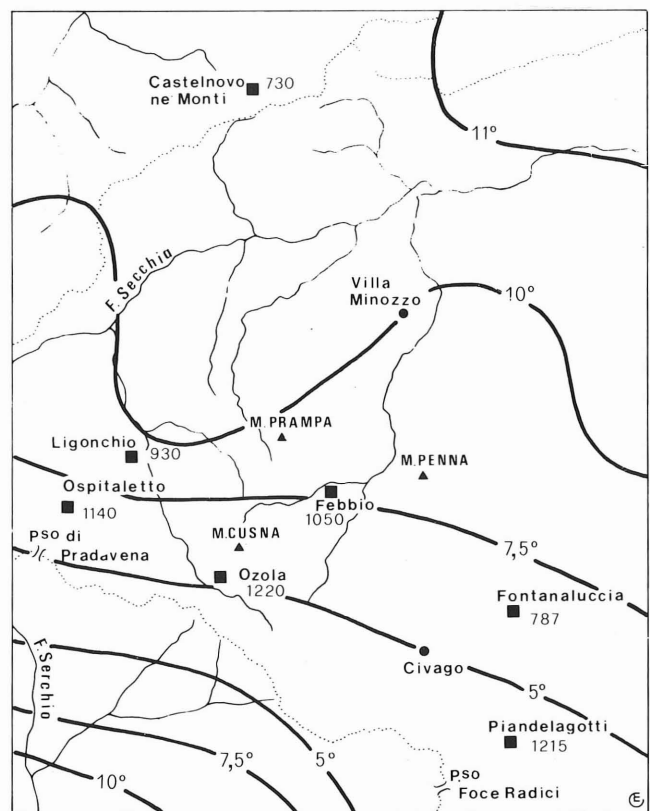 Castelnovo
ne Monti
730
11°
F. Secchia
Villa
Minozzo
10°
M. PRAMPA
Ligonchio
930
M. PENNA
Ospitaletto
1140
Febbio
1050
Pso di
Pradavena
M. CUSNA
7,5°
Ozola
1220
Fontanaluccia
787
F. Serchio
Civago
5°
Piandelagotti
1215
5°
7,5°
10°
P.so
Foce Radici
E